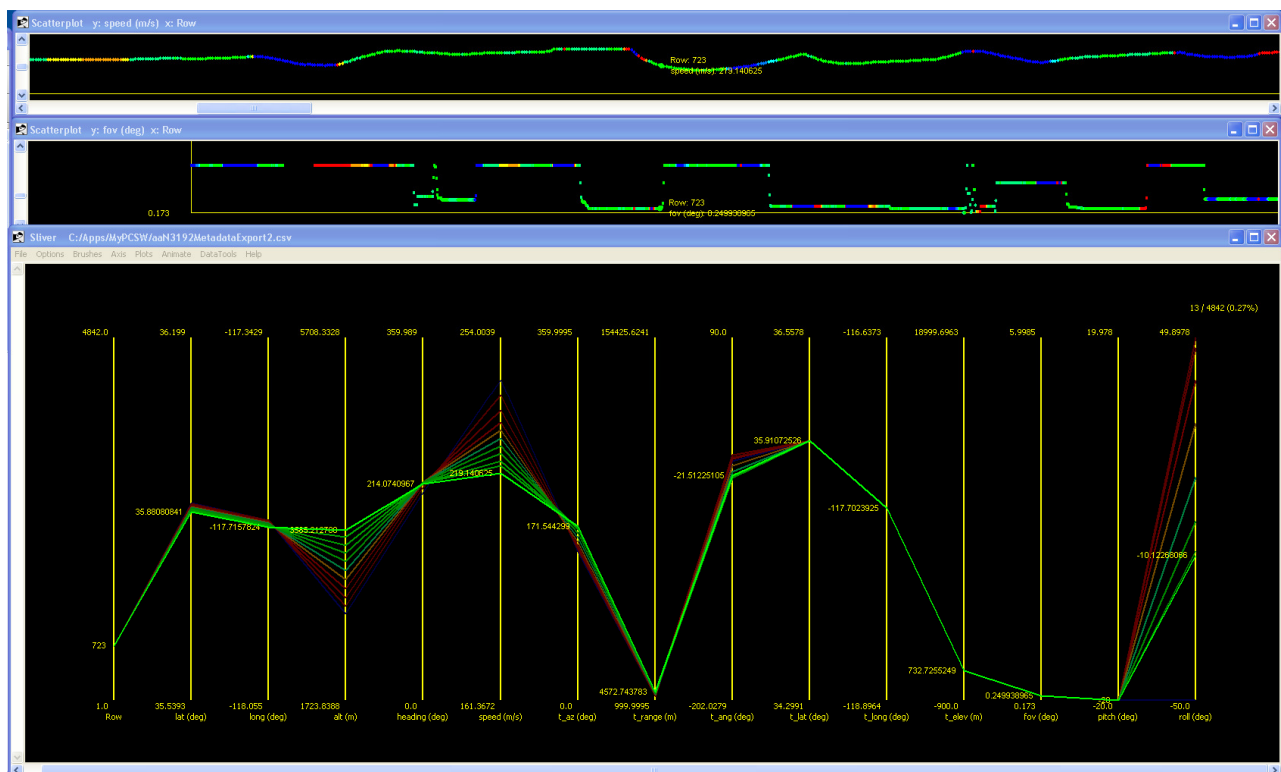 Scatterplot y: speed (m/s) x: Row
Row: 723
speed (m/s): 219.140625
Scatterplot y: fov (deg) x: Row
0.173
Row: 723
fov (deg): 0.249938965
Sliver C:/Apps/MyPCSW/aaN3192MetadataExport2.csv
File Options Brushes Axis Plots Animate DataTools Help
13 / 4842 (0.27%)
4842.0 36.199 -117.3429 5708.3328 359.989 254.0039 359.9995 154425.6241 90.0 36.5578 -116.6373 18999.6963 5.9985 19.978 49.8978
35.91072526
214.0740967 219.140625 -21.51225105
35.88080841 -117.7157824 3585.212708 171.544299 -117.7023925
-10.12268066
723 732.7255249
4572.743783 0.249938965 -20
1.0 35.5393 -118.055 1723.8388 0.0 161.3672 0.0 999.9995 -202.0279 34.2991 -118.8964 -900.0 0.173 -20.0 -50.0
Row lat (deg) long (deg) alt (m) heading (deg) speed (m/s) t_az (deg) t_range (m) t_ang (deg) t_lat (deg) t_long (deg) t_elev (m) fov (deg) pitch (deg) roll (deg)